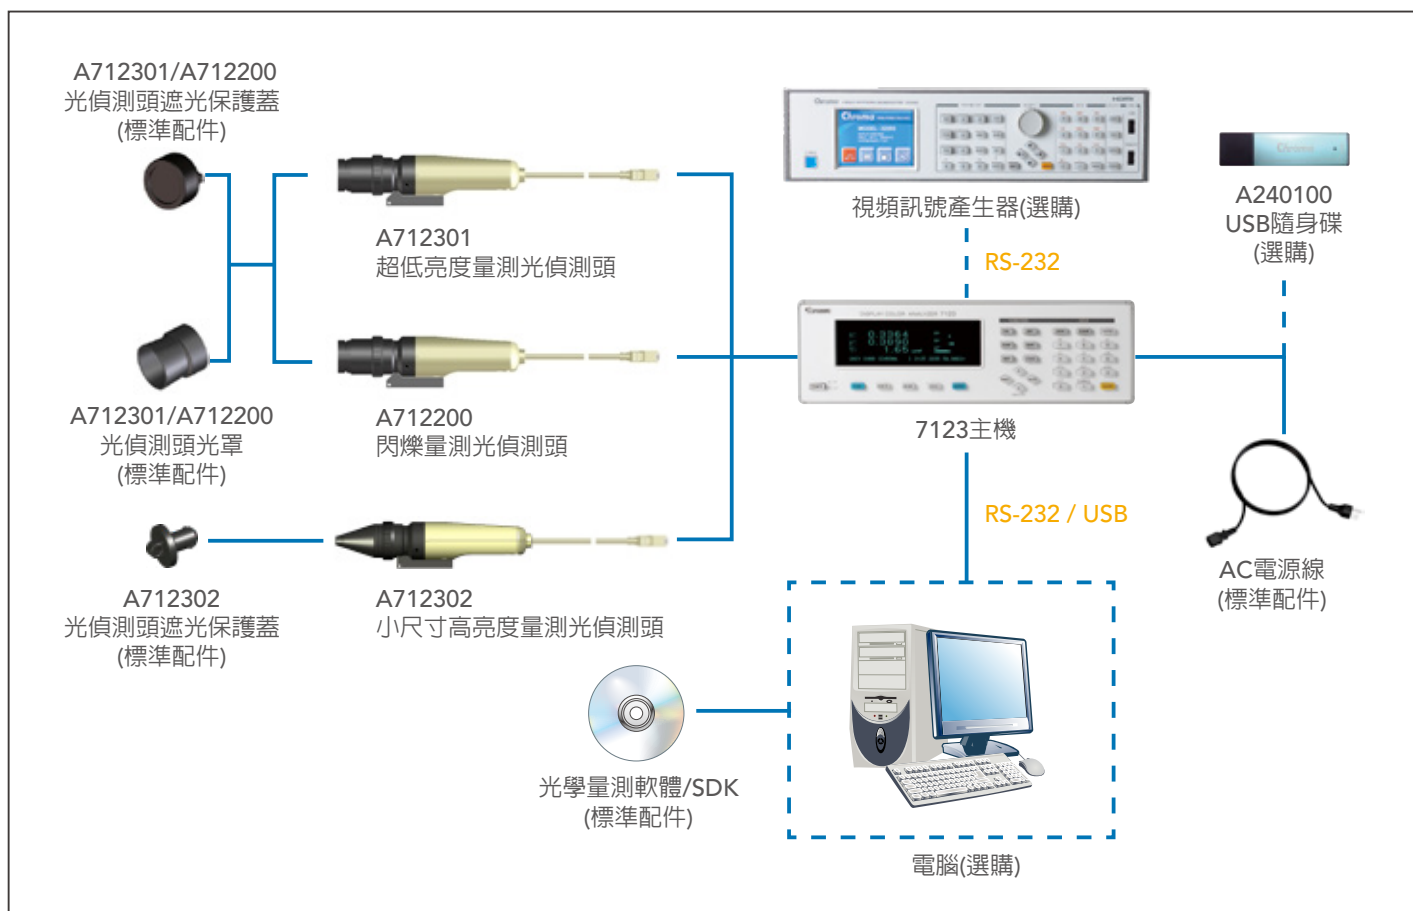 A712301/A712200
光偵測頭遮光保護蓋
(標準配件)
A712301
超低亮度量測光偵測頭
A712301/A712200
光偵測頭光罩
(標準配件)
A712200
閃爍量測光偵測頭
A712302
光偵測頭遮光保護蓋
(標準配件)
A712302
小尺寸高亮度量測光偵測頭
Chroma
視頻訊號產生器(選購)
RS-232
DISPLAY COLOR ANALYZER 7123
7123主機
RS-232 / USB
Chroma
A240100
USB隨身碟
(選購)
AC電源線
(標準配件)
光學量測軟體/SDK
(標準配件)
電腦(選購)